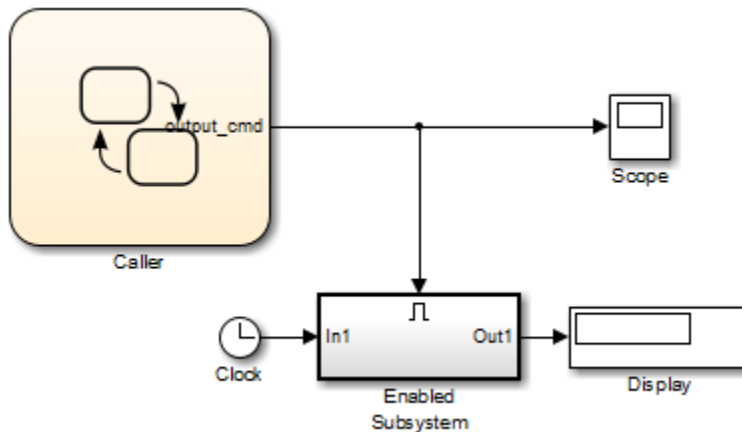 output_cmd
Scope
Caller
In1
Out1
Clock
Display
Enabled
Subsystem